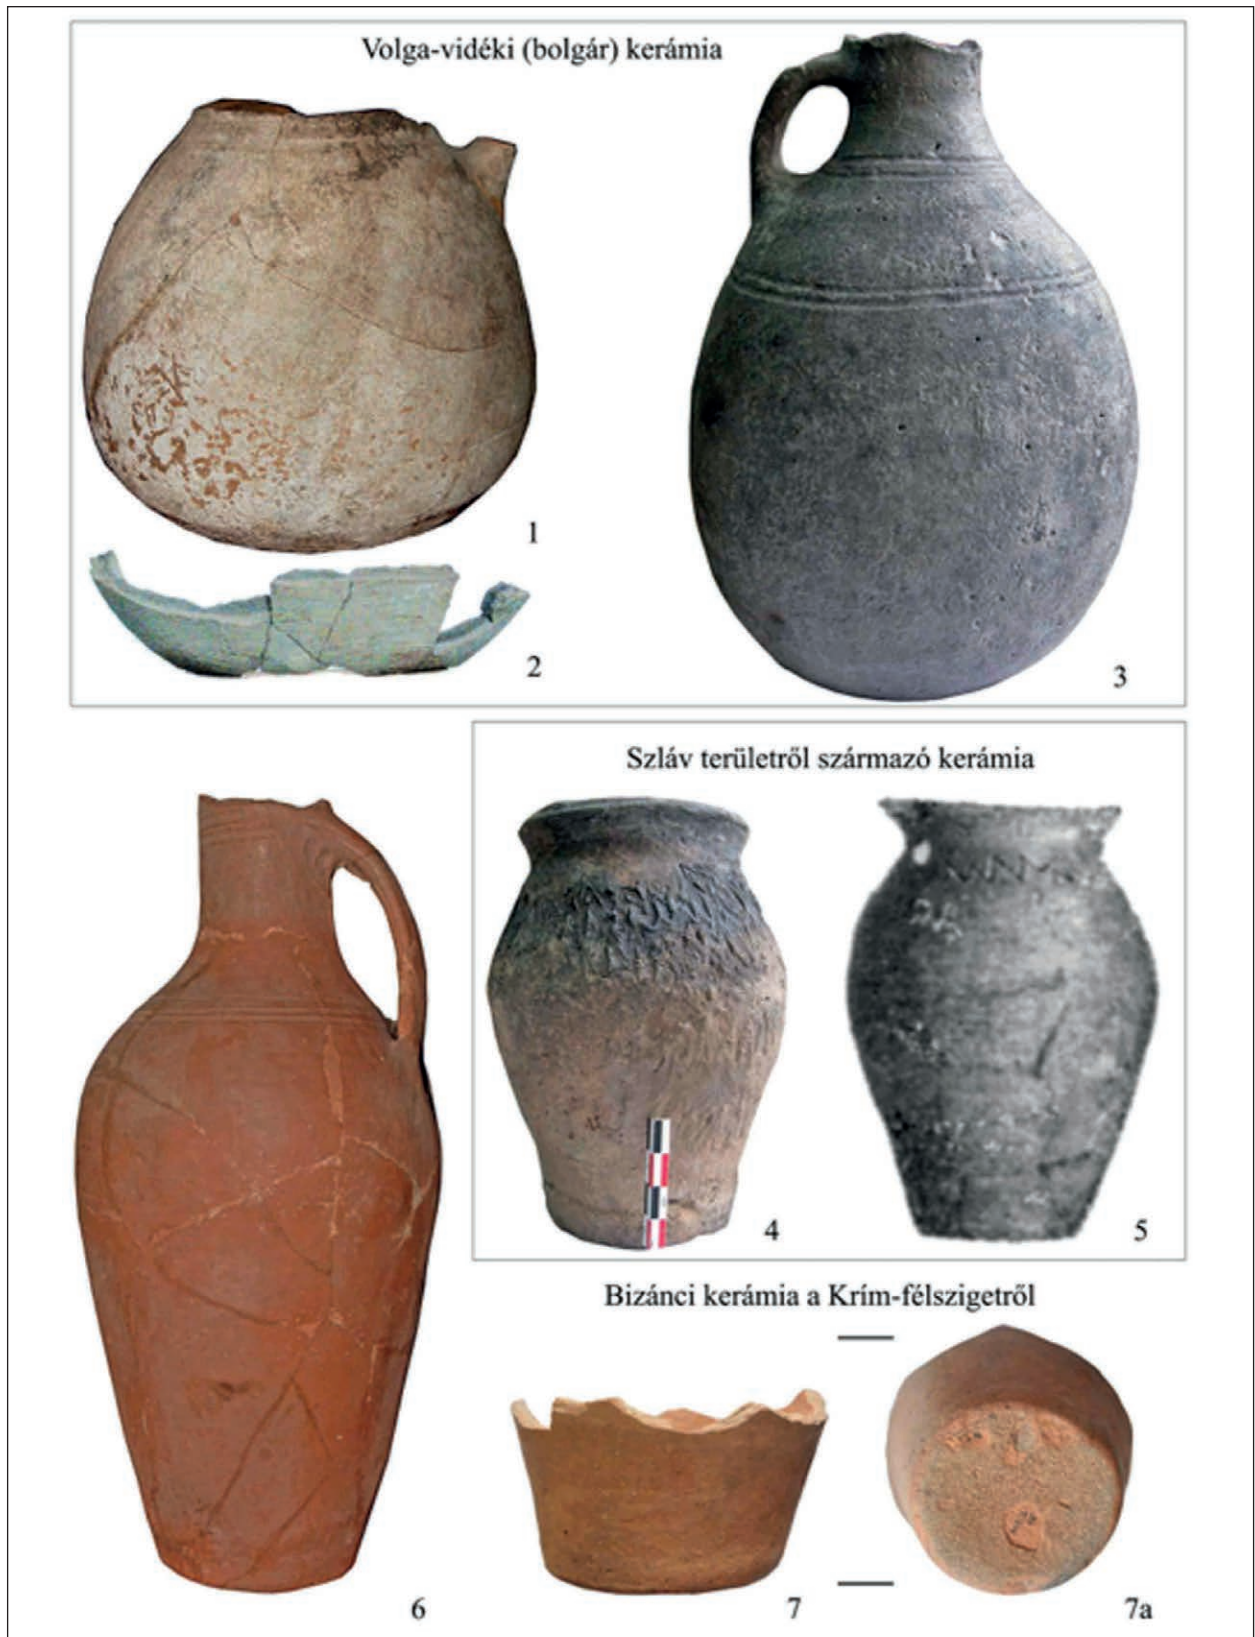 Volga-vidéki (bolgár) kerámia
1
2
3
Szláv területről származó kerámia
4
5
Bizánci kerámia a Krím-félszigetről
6
7
7a